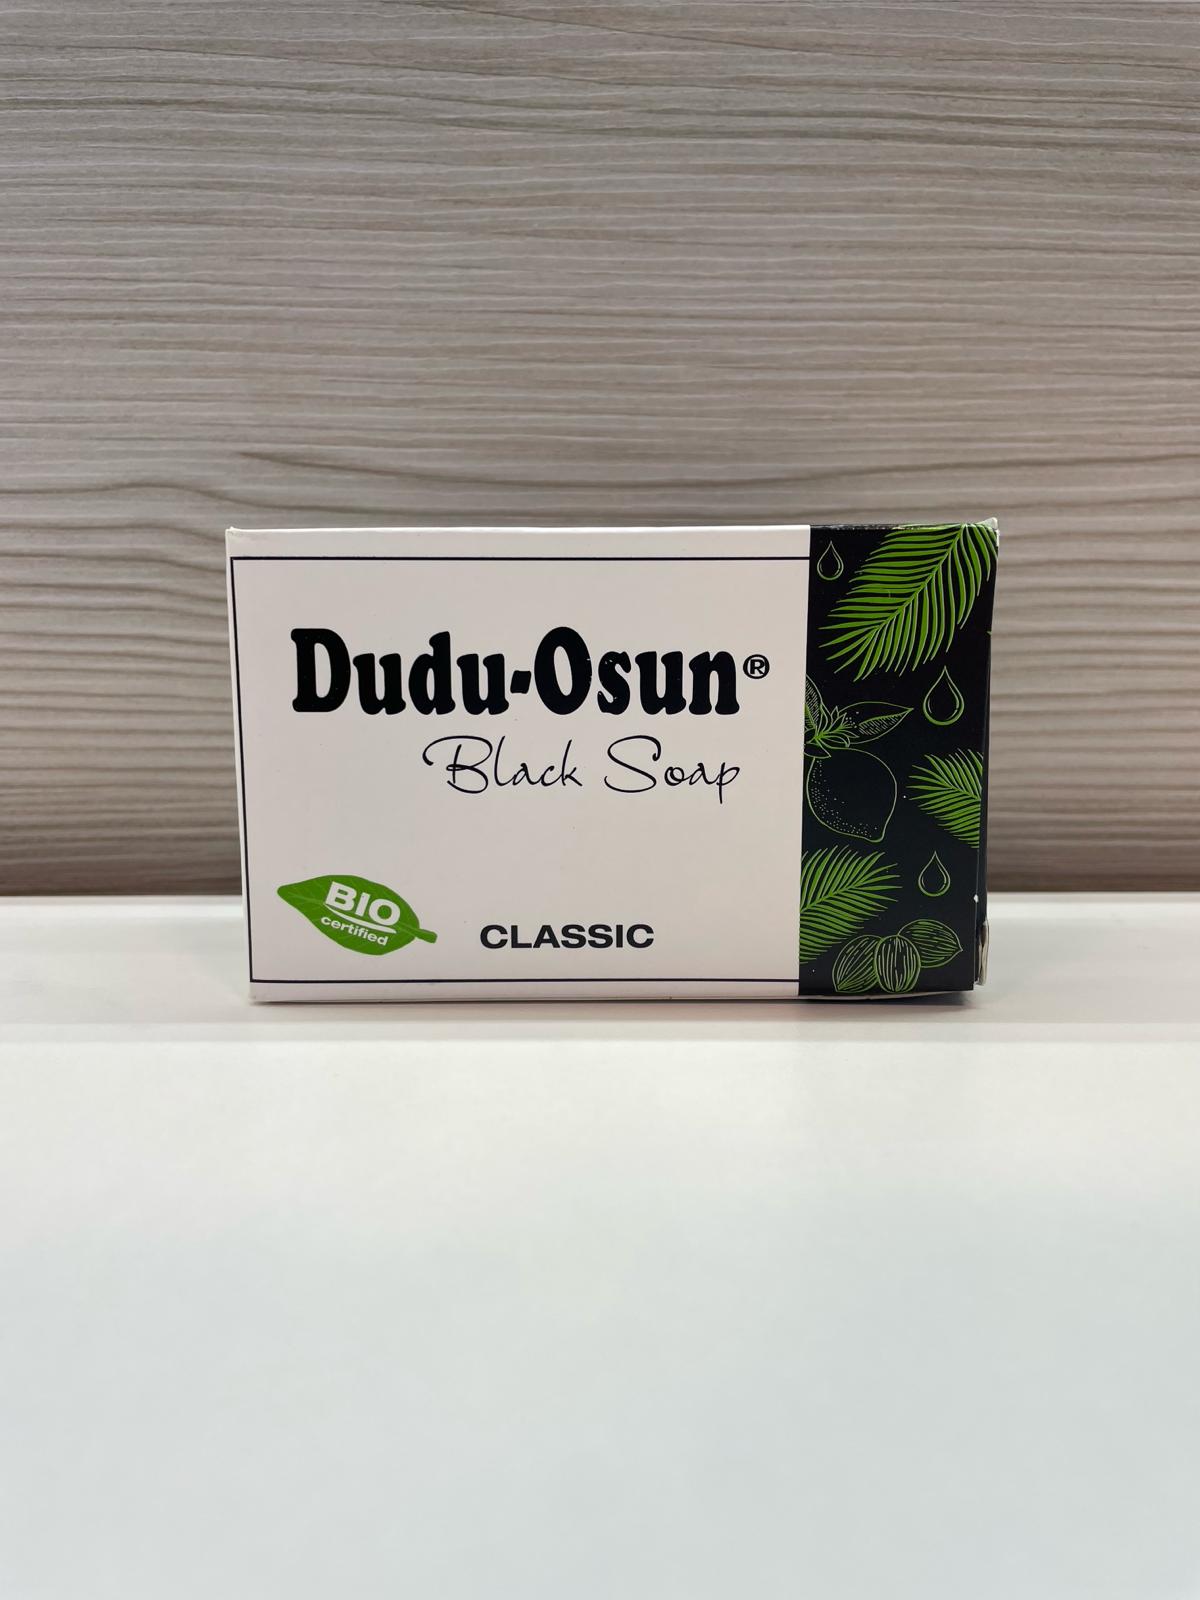 Dudu-Osun®
Black Soap
BIO
certified
CLASSIC